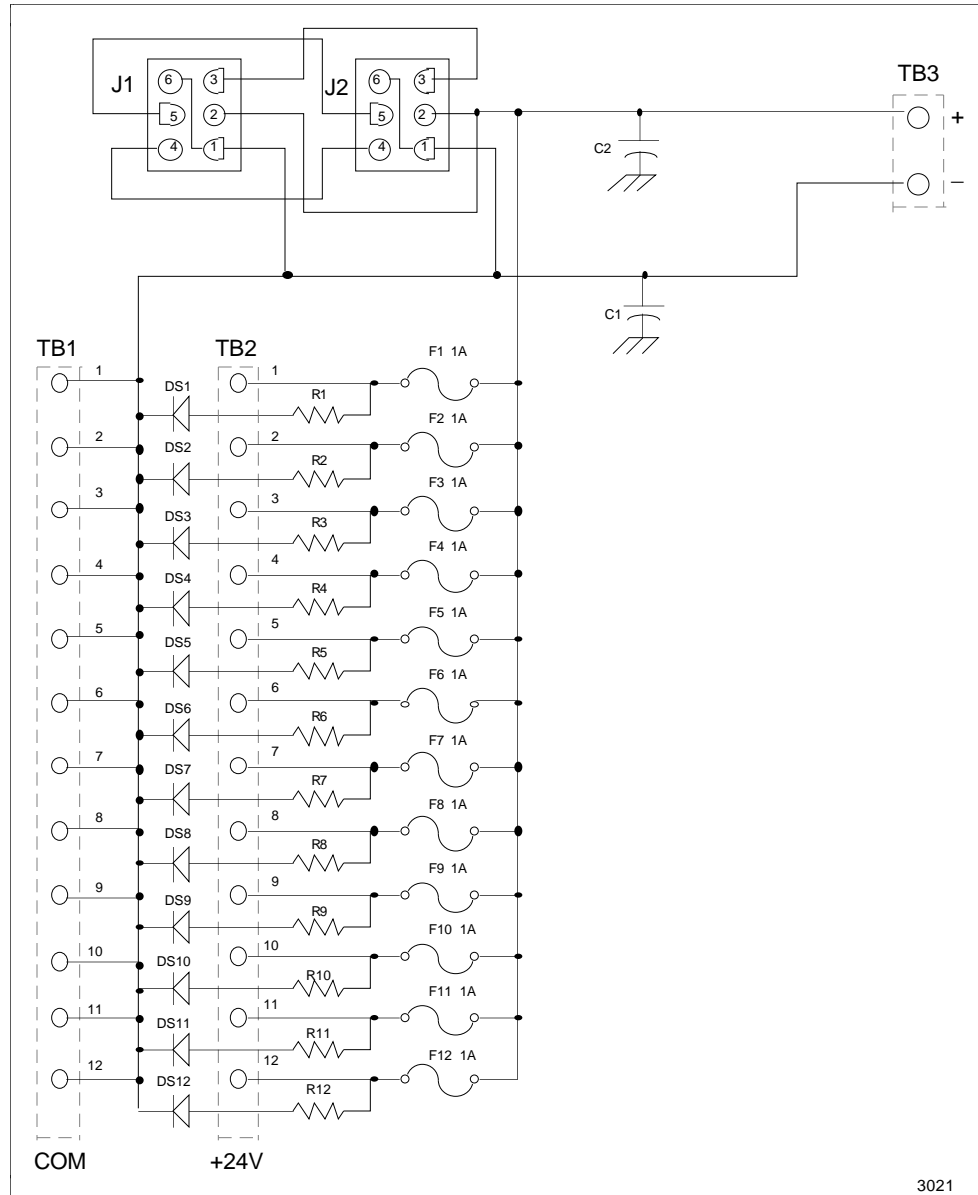 J1
6 3
5 2
4 1
J2
6 3
5 2
4 1
TB3
+
–
C2
C1
TB1
TB2
F1 1A
1
1
DS1
R1
F2 1A
2
2
DS2
R2
F3 1A
3
3
DS3
R3
F4 1A
4
4
DS4
R4
F5 1A
5
5
DS5
R5
F6 1A
6
6
DS6
R6
F7 1A
7
7
DS7
R7
F8 1A
8
8
DS8
R8
F9 1A
9
9
DS9
R9
F10 1A
10
10
DS10
R10
F11 1A
11
11
DS11
R11
F12 1A
12
12
DS12
R12
COM
+24V
3021